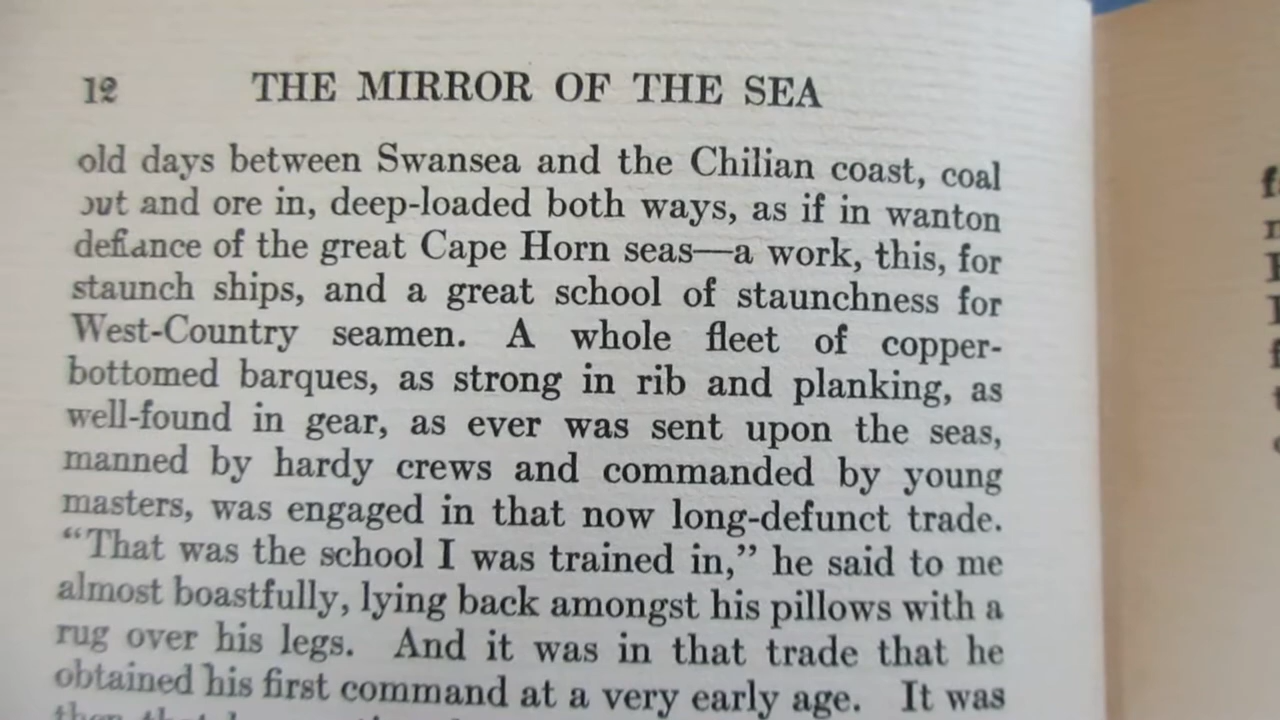 12 THE MIRROR OF THE SEA
old days between Swansea and the Chilian coast, coal
out and ore in, deep-loaded both ways, as if in wanton
defiance of the great Cape Horn seas—a work, this, for
staunch ships, and a great school of staunchness for
West-Country seamen. A whole fleet of copper-
bottomed barques, as strong in rib and planking, as
well-found in gear, as ever was sent upon the seas,
manned by hardy crews and commanded by young
masters, was engaged in that now long-defunct trade.
“That was the school I was trained in,” he said to me
almost boastfully, lying back amongst his pillows with a
rug over his legs. And it was in that trade that he
obtained his first command at a very early age. It was